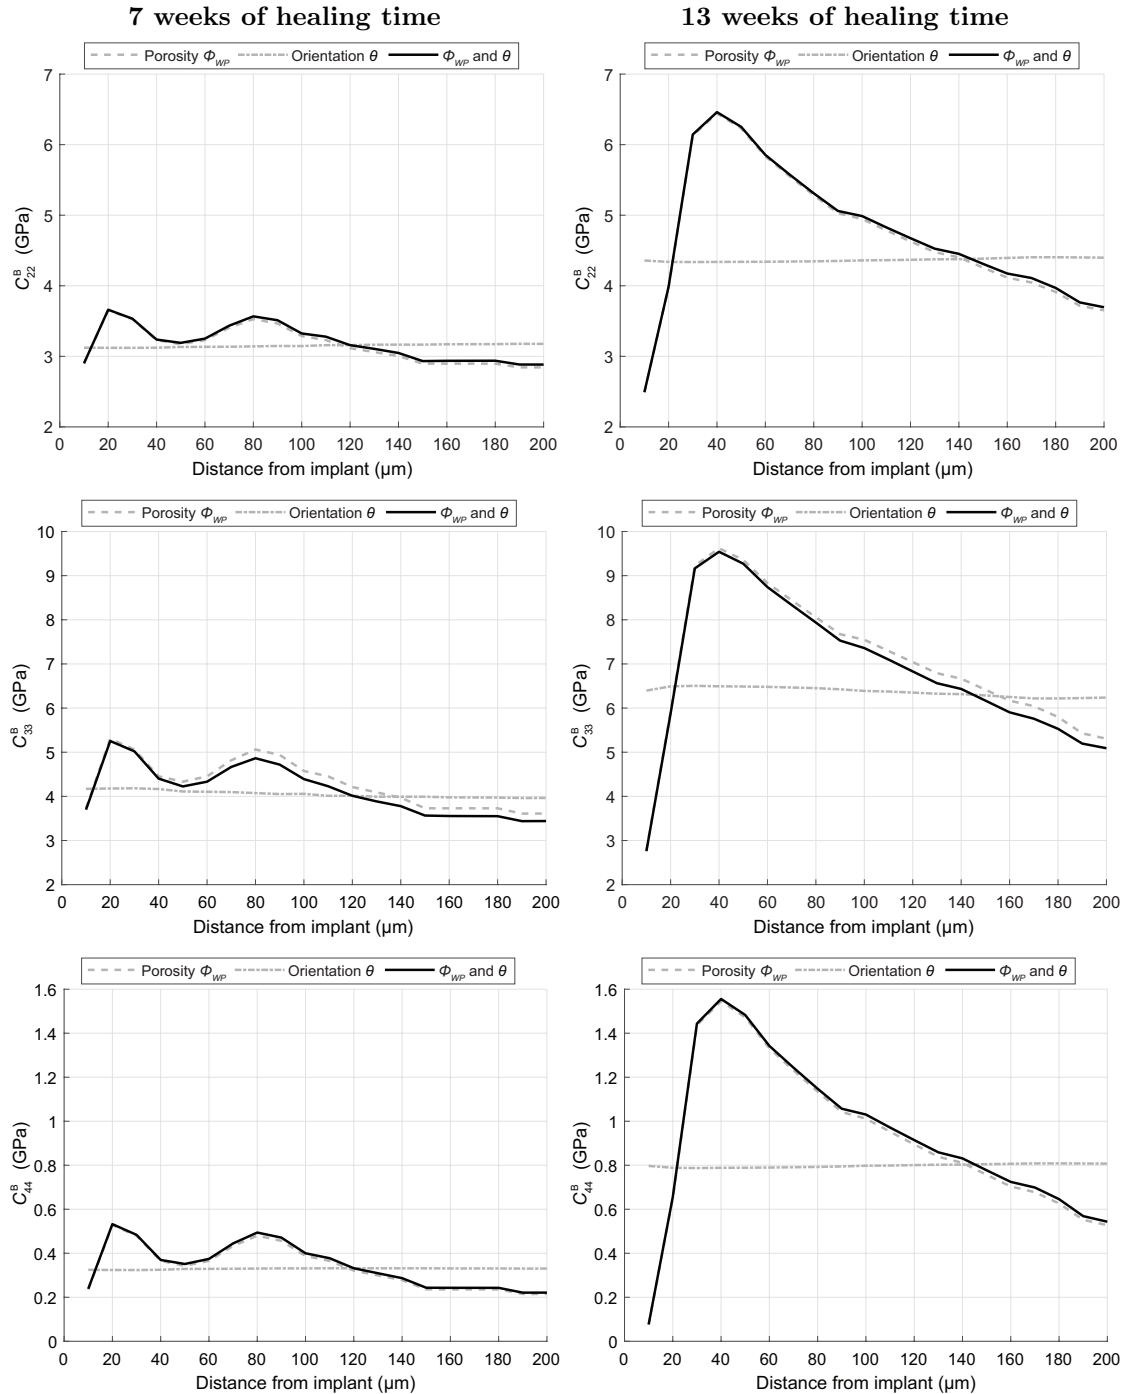 7 weeks of healing time
13 weeks of healing time
Porosity Φ_WP Orientation θ Φ_WP and θ
7
6
5
4
3
2
C^B_22 (GPa)
0 20 40 60 80 100 120 140 160 180 200
Distance from implant (μm)
Porosity Φ_WP Orientation θ Φ_WP and θ
7
6
5
4
3
2
C^B_22 (GPa)
0 20 40 60 80 100 120 140 160 180 200
Distance from implant (μm)
Porosity Φ_WP Orientation θ Φ_WP and θ
10
9
8
7
6
5
4
3
2
C^B_33 (GPa)
0 20 40 60 80 100 120 140 160 180 200
Distance from implant (μm)
Porosity Φ_WP Orientation θ Φ_WP and θ
10
9
8
7
6
5
4
3
2
C^B_33 (GPa)
0 20 40 60 80 100 120 140 160 180 200
Distance from implant (μm)
Porosity Φ_WP Orientation θ Φ_WP and θ
1.6
1.4
1.2
1
0.8
0.6
0.4
0.2
0
C^B_44 (GPa)
0 20 40 60 80 100 120 140 160 180 200
Distance from implant (μm)
Porosity Φ_WP Orientation θ Φ_WP and θ
1.6
1.4
1.2
1
0.8
0.6
0.4
0.2
0
C^B_44 (GPa)
0 20 40 60 80 100 120 140 160 180 200
Distance from implant (μm)